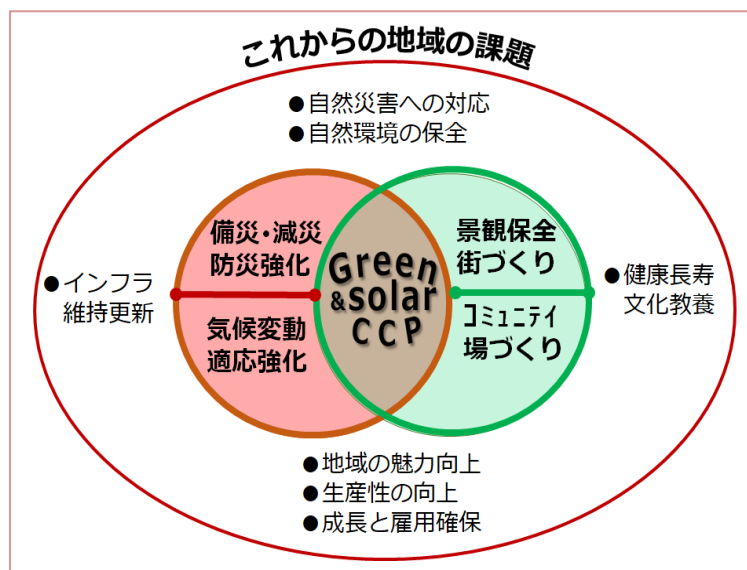 これからの地域の課題
●自然災害への対応
●自然環境の保全
備災・減災
防災強化
気候変動
適応強化
Green
&solar
CCP
景観保全
街づくり
コミュニテイ
場づくり
●インフラ
維持更新
●健康長寿
文化教養
●地域の魅力向上
●生産性の向上
●成長と雇用確保